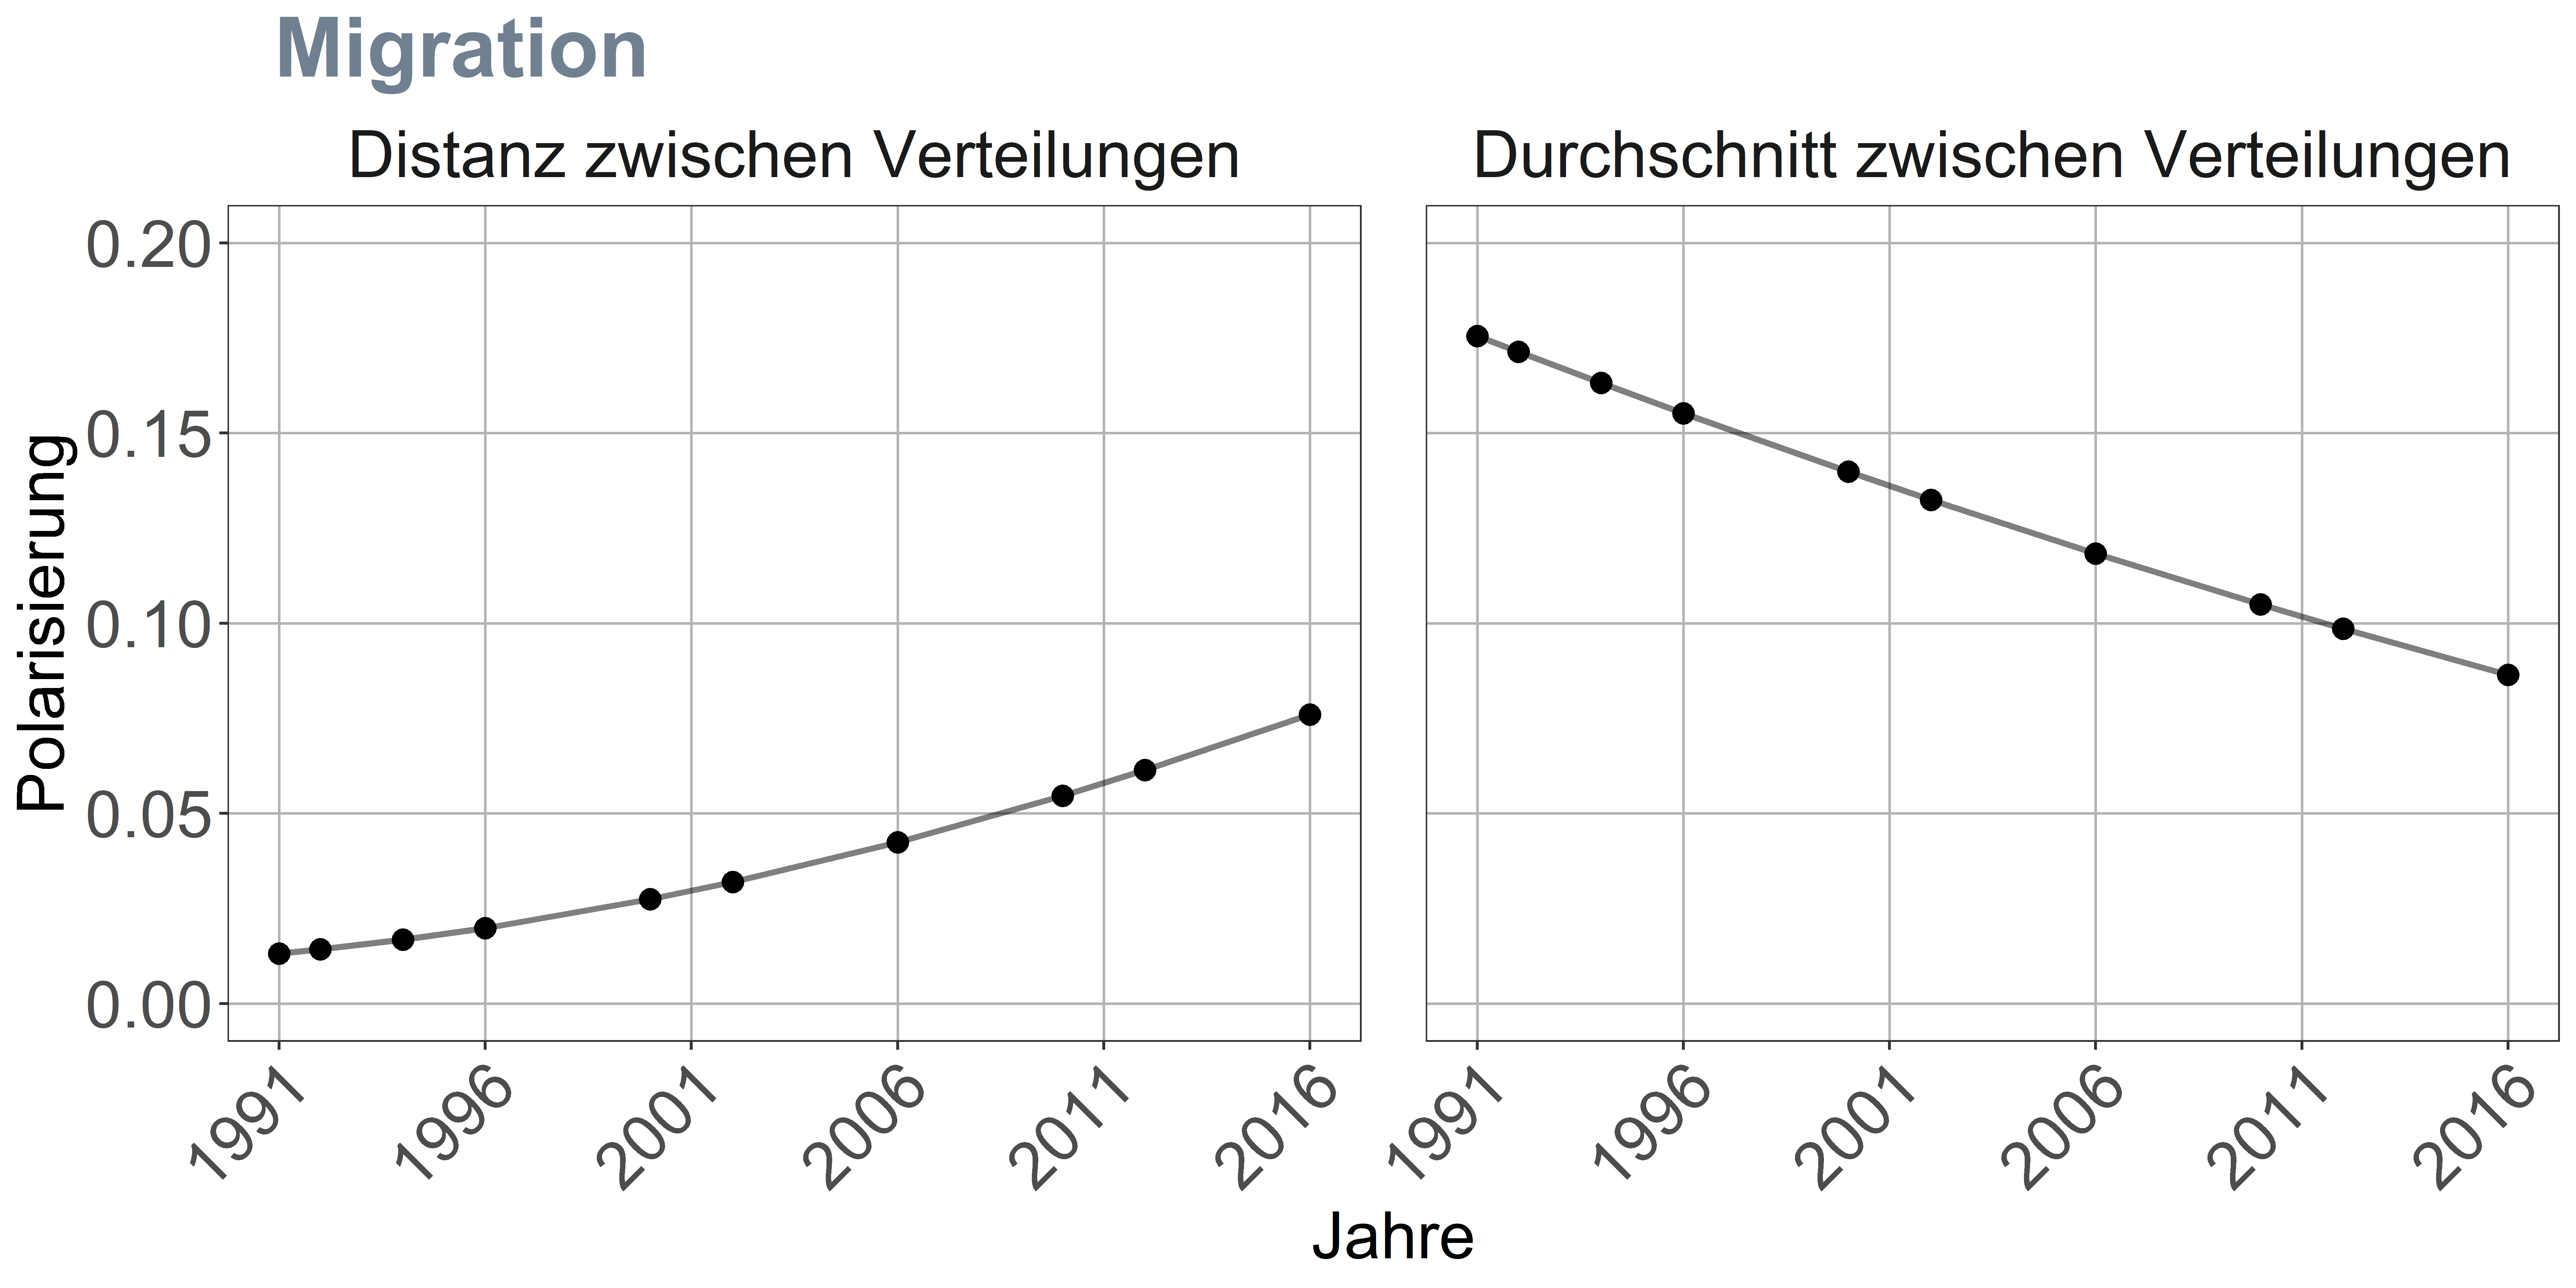 Migration
Distanz zwischen Verteilungen
Durchschnitt zwischen Verteilungen
Polarisierung
0.20
0.15
0.10
0.05
0.00
1991 1996 2001 2006 2011 2016
1991 1996 2001 2006 2011 2016
Jahre